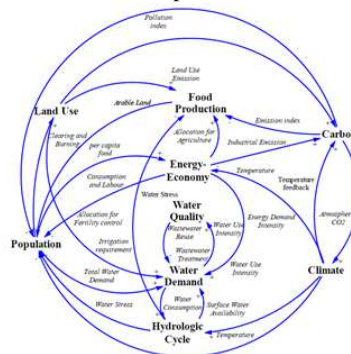 Pollution
index
Land Use
Emission
Land Use
Arable Land
Food
Production
Emission index
Carbo
Clearing and
Burning
per capita
food
Allocation for
Agriculture
Industrial Emission
Energy-
Economy
Consumption
and Labour
Temperature
Temperature
feedback
Water Stress
Allocation for
Fertility control
Water
Quality
Wastewater
Reuse
Water Use
Intensity
Energy Demand
Intensity
Atmospher
CO2
Population
Irrigation
requirement
Wastewater
Treatment
Total Water
Demand
Water
Demand
Water Use
Intensity
Climate
Water Stress
Water
Consumption
Surface Water
Availability
Hydrologic
Cycle
Temperature